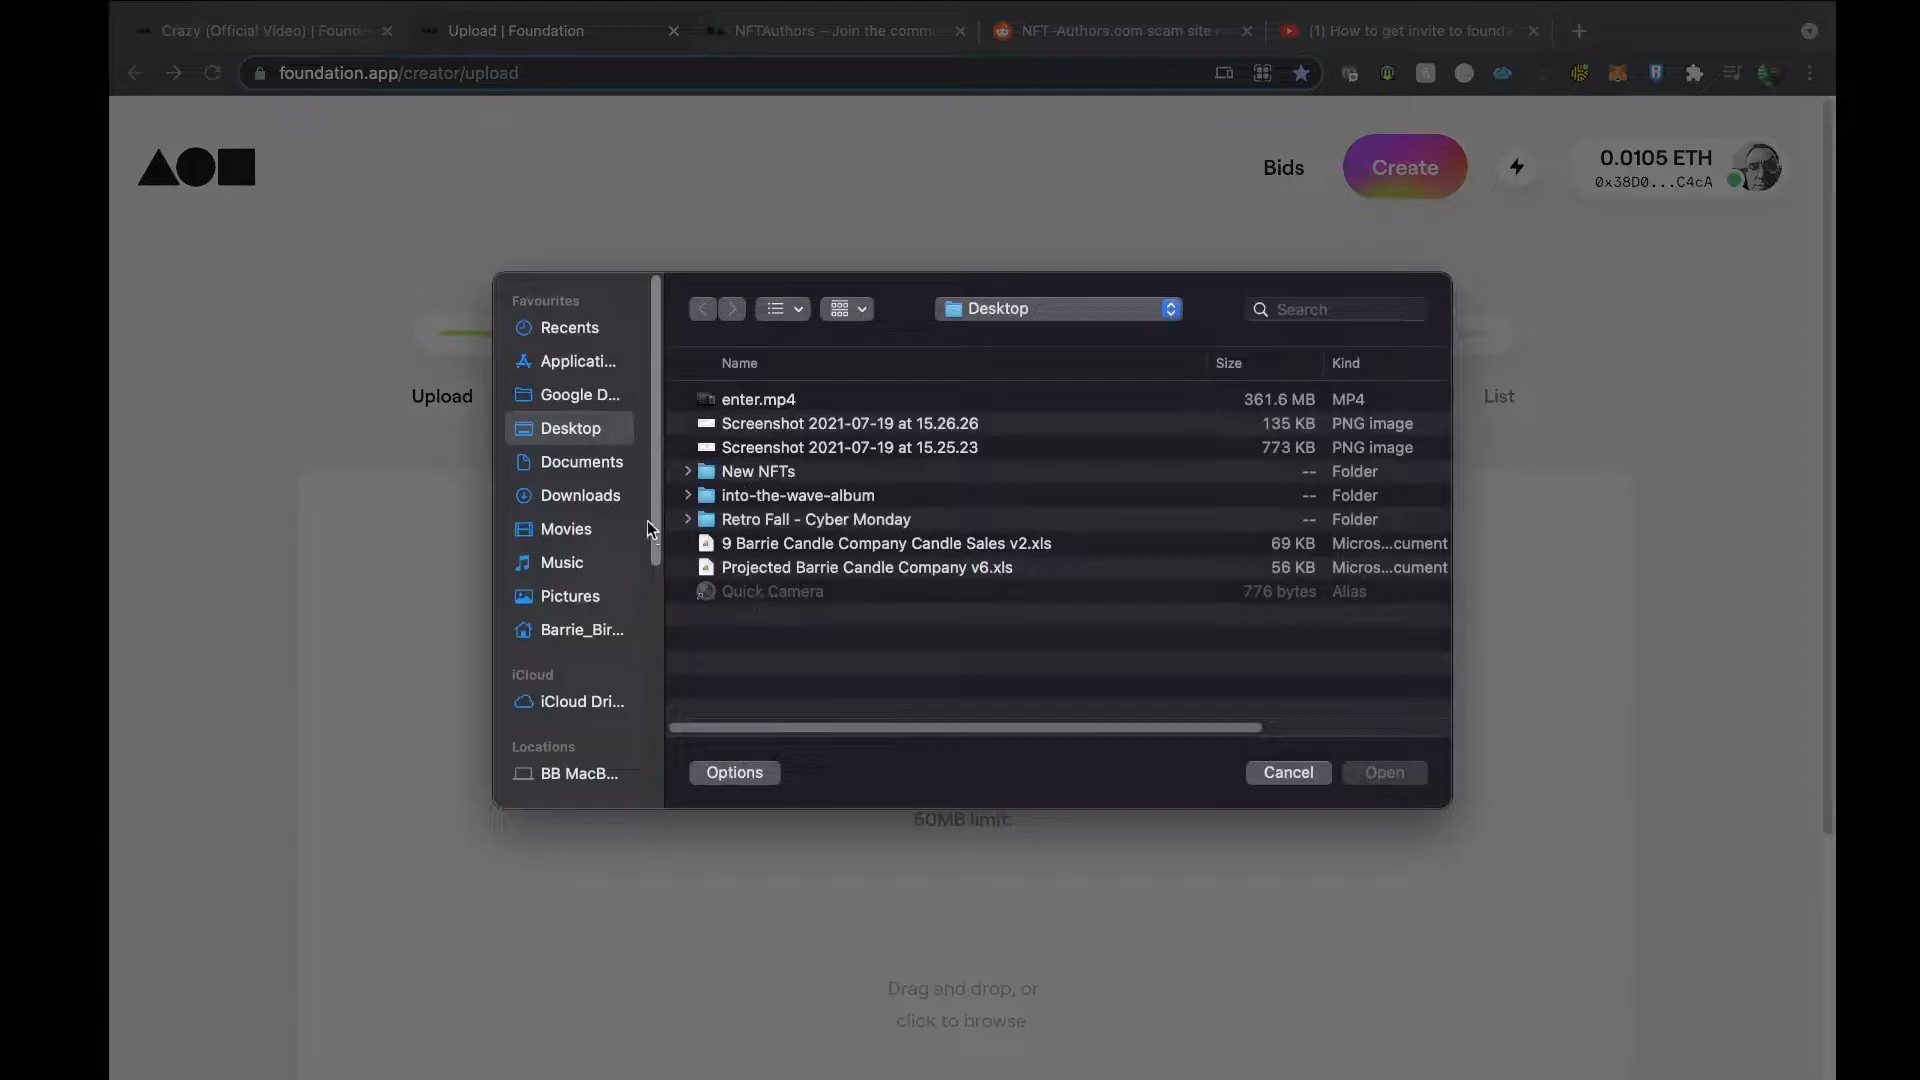 Crazy (Official Video) | Found
Upload | Foundation
NFTAuthors – Join the commu
NFT-Authors.com scam site
(1) How to get invite to found
foundation.app/creator/upload
Bids
Create
0.0105 ETH
0x38D0...C4cA
Upload
List
Favourites
Recents
Applicati...
Google D...
Desktop
Documents
Downloads
Movies
Music
Pictures
Barrie_Bir...
iCloud
iCloud Dri...
Locations
BB MacB...
Desktop
Search
Name Size Kind
enter.mp4 361.6 MB MP4
Screenshot 2021-07-19 at 15.26.26 135 KB PNG image
Screenshot 2021-07-19 at 15.25.23 773 KB PNG image
New NFTs -- Folder
into-the-wave-album -- Folder
Retro Fall - Cyber Monday -- Folder
9 Barrie Candle Company Candle Sales v2.xls 69 KB Micros...cument
Projected Barrie Candle Company v6.xls 56 KB Micros...cument
Quick Camera 776 bytes Alias
Options
Cancel
Open
50MB limit.
Drag and drop, or
click to browse